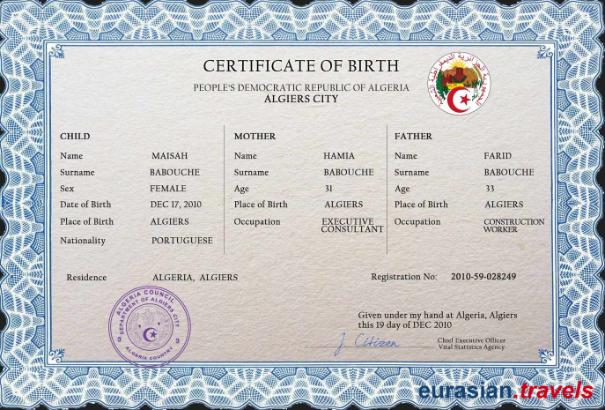 CERTIFICATE OF BIRTH
PEOPLE'S DEMOCRATIC REPUBLIC OF ALGERIA
ALGIERS CITY
CHILD
Name MAISAH
Surname BABOUCHE
Sex FEMALE
Date of Birth DEC 17, 2010
Place of Birth ALGIERS
Nationality PORTUGUESE
MOTHER
Name HAMIA
Surname BABOUCHE
Age 31
Place of Birth ALGIERS
Occupation EXECUTIVE
CONSULTANT
FATHER
Name FARID
Surname BABOUCHE
Age 33
Place of Birth ALGIERS
Occupation CONSTRUCTION
WORKER
Residence ALGERIA, ALGIERS
Registration No: 2010-59-028249
ALGERIA COUNCIL
DEPARTMENT OF ALGIERS CITY
ALGARIA COUNTRY
Given under my hand at Algeria, Algiers
this 19 day of DEC 2010
J Citizen
Chief Executive Officer
Vital Statistics Agency
eurasian.travels